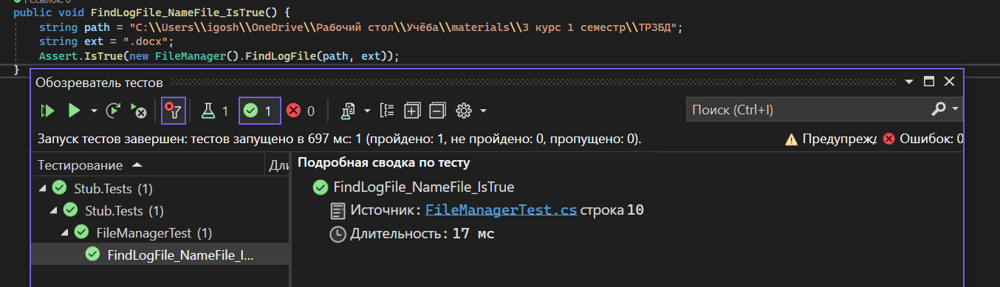 Ссылок: 0
public void FindLogFile_NameFile_IsTrue() {
string path = "C:\\Users\\igosh\\OneDrive\\Рабочий стол\\Учёба\\materials\\3 курс 1 семестр\\ТРЗБД";
string ext = ".docx";
Assert.IsTrue(new FileManager().FindLogFile(path, ext));
}
Обозреватель тестов
1 1 0 Поиск (Ctrl+I)
Запуск тестов завершен: тестов запущено в 697 мс: 1 (пройдено: 1, не пройдено: 0, пропущено: 0). Предупрежд Ошибок: 0
Тестирование Дли Подробная сводка по тесту
Stub.Tests (1) FindLogFile_NameFile_IsTrue
Stub.Tests (1) Источник: FileManagerTest.cs строка 10
FileManagerTest (1) Длительность: 17 мс
FindLogFile_NameFile_I...